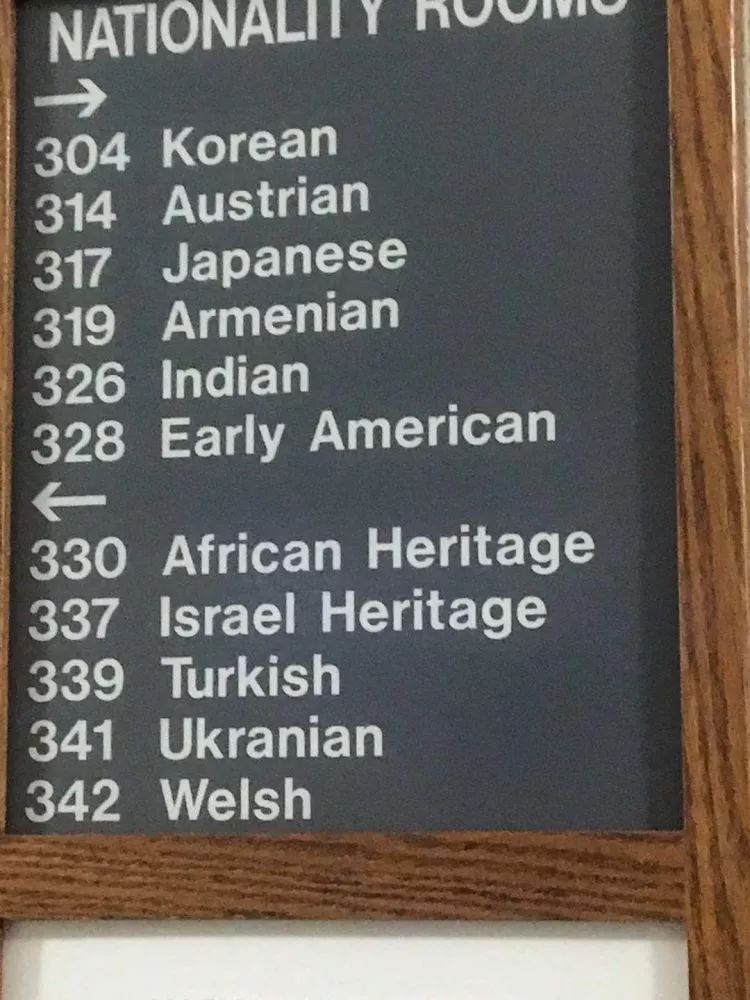 NATIONALITY ROOMS
→
304 Korean
314 Austrian
317 Japanese
319 Armenian
326 Indian
328 Early American
←
330 African Heritage
337 Israel Heritage
339 Turkish
341 Ukranian
342 Welsh